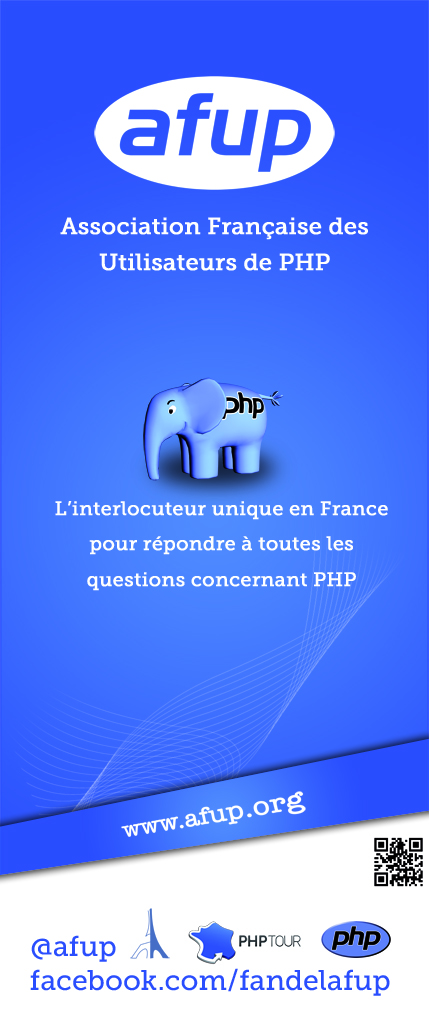 afup
Association Française des
Utilisateurs de PHP
php
L'interlocuteur unique en France
pour répondre à toutes les
questions concernant PHP
www.afup.org
@afup
PHPTOUR
php
facebook.com/fandelafup